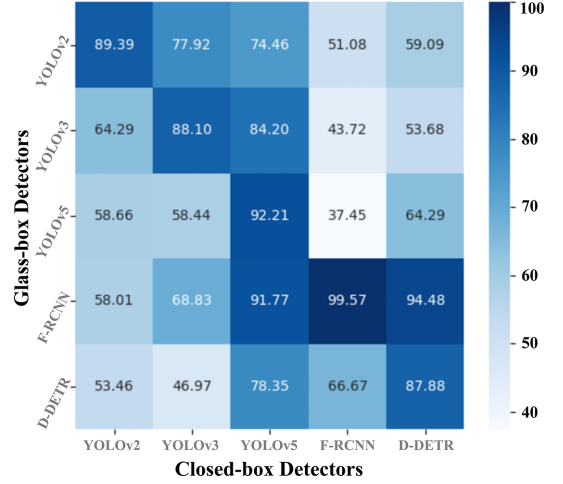 Glass-box Detectors
YOLOv2 89.39 77.92 74.46 51.08 59.09
YOLOv3 64.29 88.10 84.20 43.72 53.68
YOLOv5 58.66 58.44 92.21 37.45 64.29
F-RCNN 58.01 68.83 91.77 99.57 94.48
D-DETR 53.46 46.97 78.35 66.67 87.88
YOLOv2 YOLOv3 YOLOv5 F-RCNN D-DETR
Closed-box Detectors
100
90
80
70
60
50
40